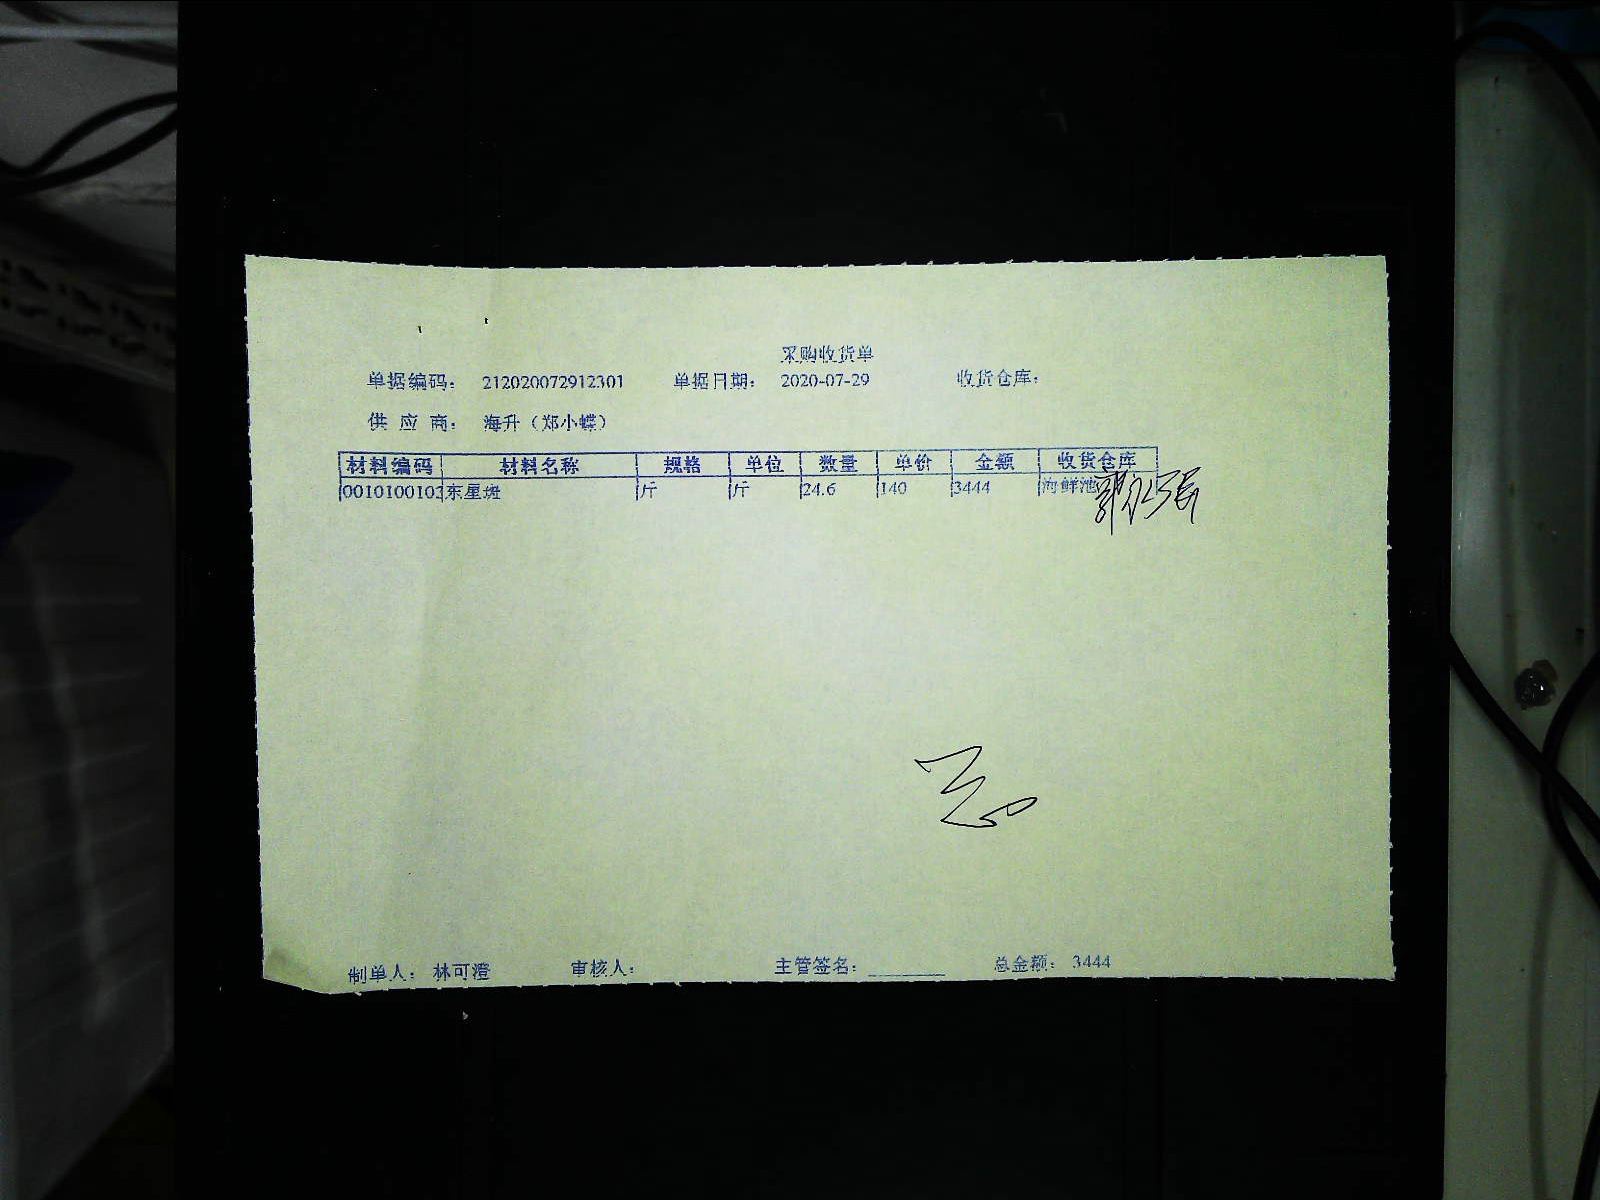 采购收货单
单据编码： 212020072912301 单据日期： 2020-07-29 收货仓库：
供应商： 海升（郑小蝶）
材料编码 材料名称 规格 单位 数量 单价 金额 收货仓库
0010100102 东星斑 斤 斤 24.6 140 3444 海鲜池
制单人： 林可澄 审核人： 主管签名：________ 总金额： 3444